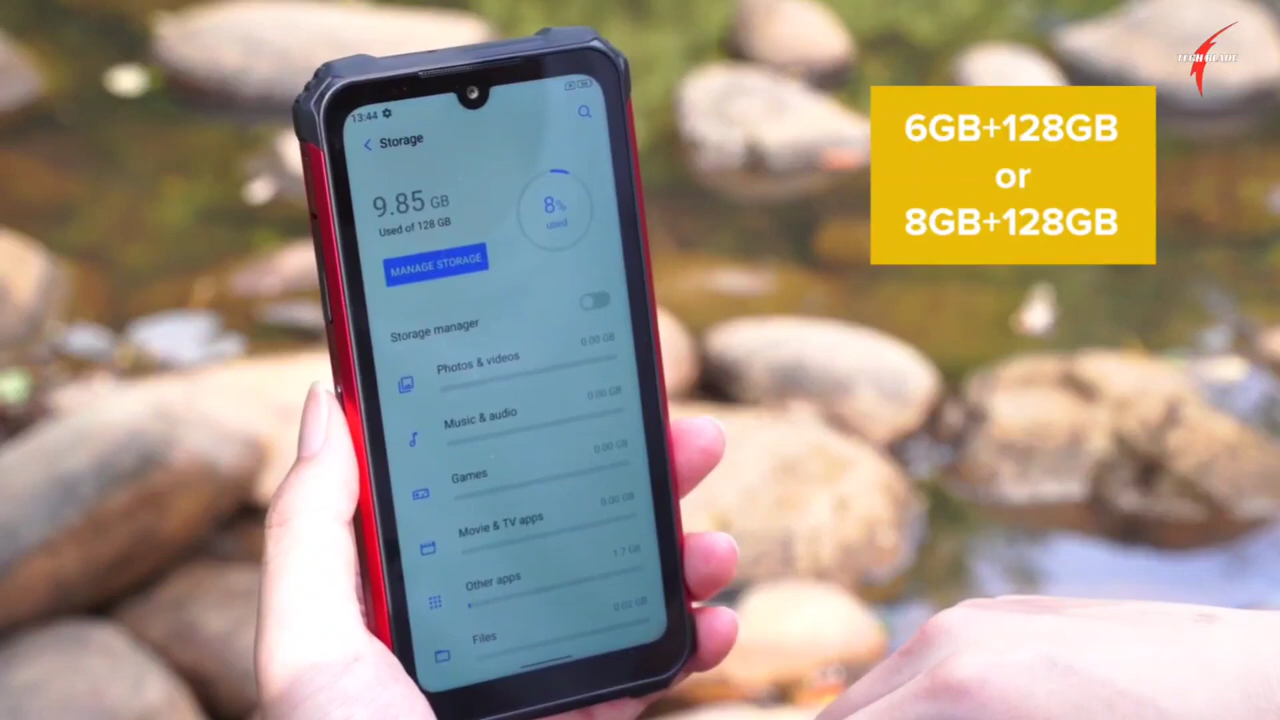 TECH BLADE
6GB+128GB
or
8GB+128GB
13:44
Storage
9.85 GB
Used of 128 GB
8%
used
MANAGE STORAGE
Storage manager
Photos & videos
0.00 GB
Music & audio
0.00 GB
Games
0.00 GB
Movie & TV apps
0.00 GB
Other apps
1.7 GB
Files
0.02 GB